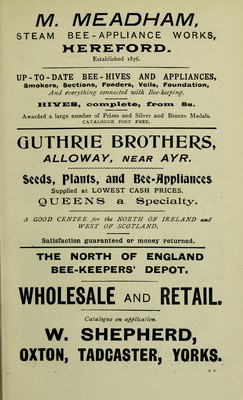 M. MEADHAM,
STEAM BEE-APPLIANCE WORKS,
HEREFORD.
Established 1876.
UP-TO-DATE BEE-HIVES AND APPLIANCES,
Smokers, Sections, Feeders, Veils, Foundation,
And everything connected with Bee-keeping.
HIVES, complete, from 8s.
Awarded a large number of Prizes and Silver and Bronze Medals.
CATALOGUE POST FREE.
GUTHRIE BROTHERS,
ALLOWAY, NEAR AYR.
Seeds, Plants, and Bee-Appliances
Supplied at LOWEST CASH PRICES.
QUEENS a Specialty.
A GOOD CENTRE for the NORTH OF IRELAND and
WEST OF SCOTLAND.
Satisfaction guaranteed or money returned.
THE NORTH OF ENGLAND
BEE-KEEPERS' DEPOT.
WHOLESALE AND RETAIL.
Catalogue on application.
W. SHEPHERD,
OXTON, TADCASTER, YORKS.
**